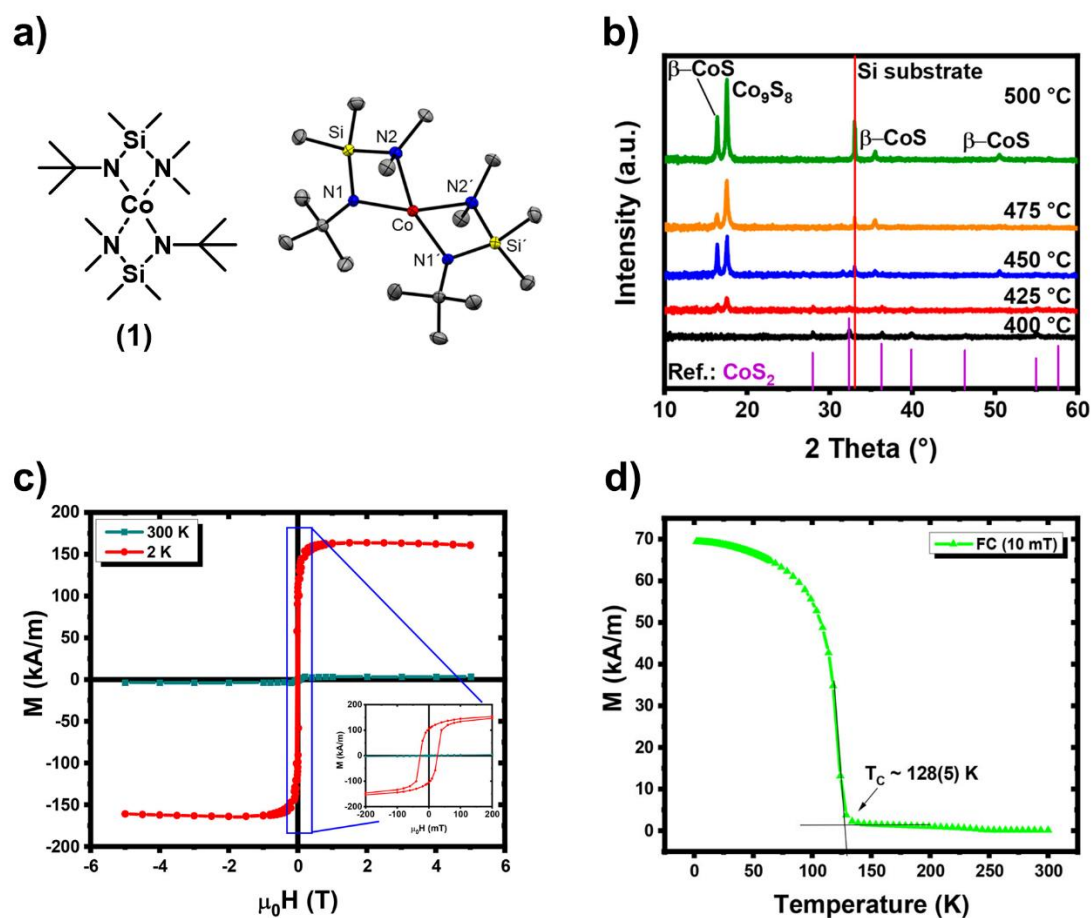 a)
Si
N
N
Co
N
N
Si
(1)
Si
N2
N1
Co
N2´
Si´
N1´
b)
β–CoS
Co₉S₈
Si substrate
500 °C
β–CoS
β–CoS
475 °C
450 °C
425 °C
400 °C
Ref.: CoS₂
Intensity (a.u.)
10 20 30 40 50 60
2 Theta (°)
c)
300 K
2 K
200
150
100
50
0
-50
-100
-150
-200
M (kA/m)
-6 -4 -2 0 2 4 6
μ₀H (T)
200
100
0
-100
-200
M (kA/m)
-200 -100 0 100 200
μ₀H (mT)
d)
FC (10 mT)
70
60
50
40
30
20
10
0
M (kA/m)
T_C ~ 128(5) K
0 50 100 150 200 250 300
Temperature (K)